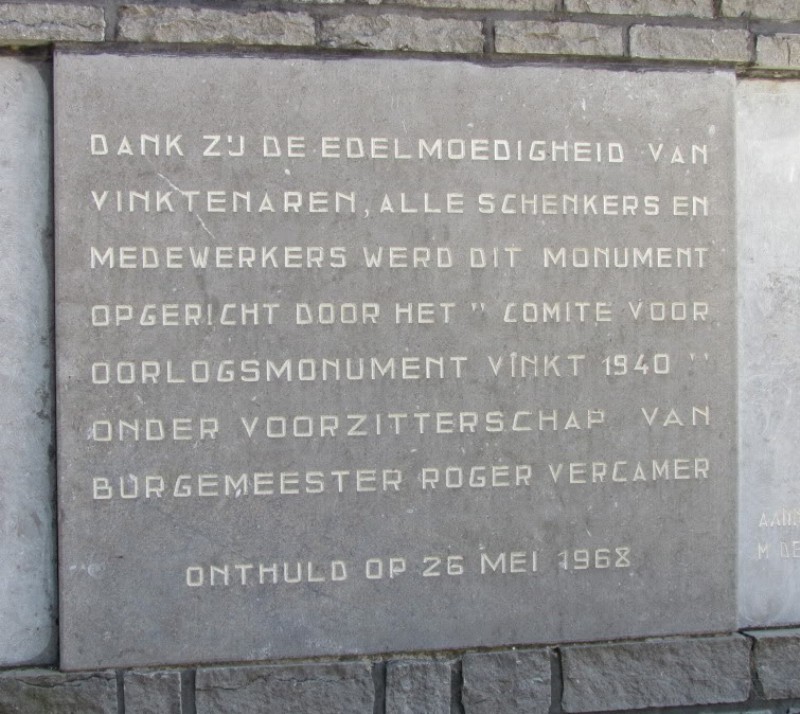 DANK ZIJ DE EDELMOEDIGHEID VAN
VINKTENAREN, ALLE SCHENKERS EN
MEDEWERKERS WERD DIT MONUMENT
OPGERICHT DOOR HET " COMITE VOOR
OORLOGSMONUMENT VINKT 1940 "
ONDER VOORZITTERSCHAP VAN
BURGEMEESTER ROGER VERCAMER
ONTHULD OP 26 MEI 1968